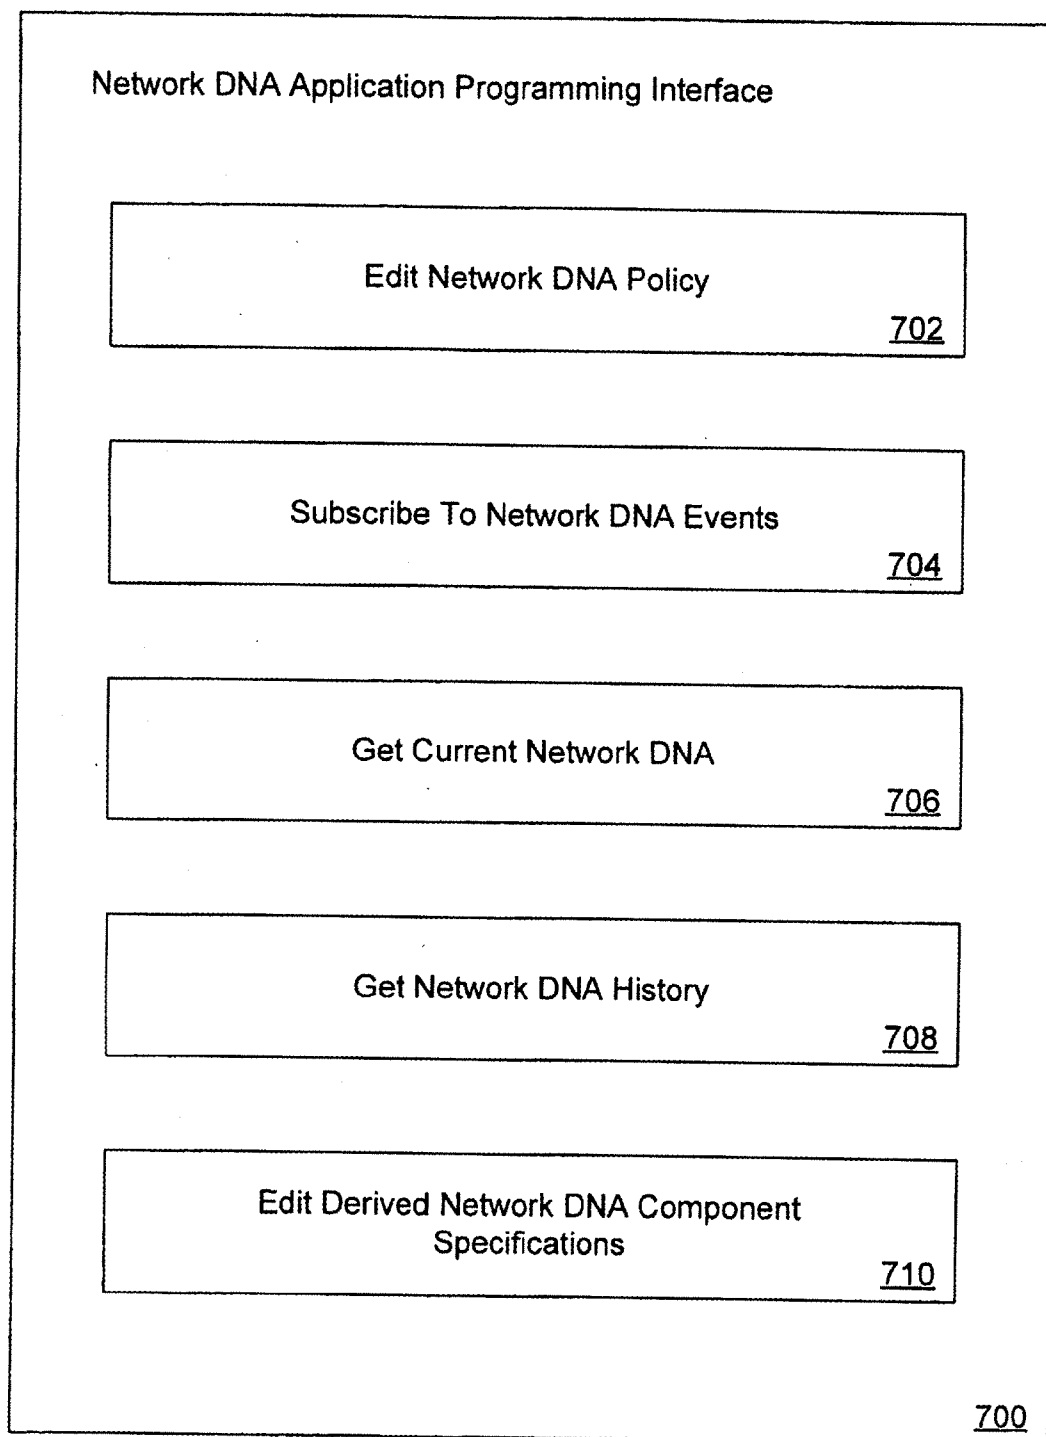 Network DNA Application Programming Interface
Edit Network DNA Policy
702
Subscribe To Network DNA Events
704
Get Current Network DNA
706
Get Network DNA History
708
Edit Derived Network DNA Component
Specifications
710
700